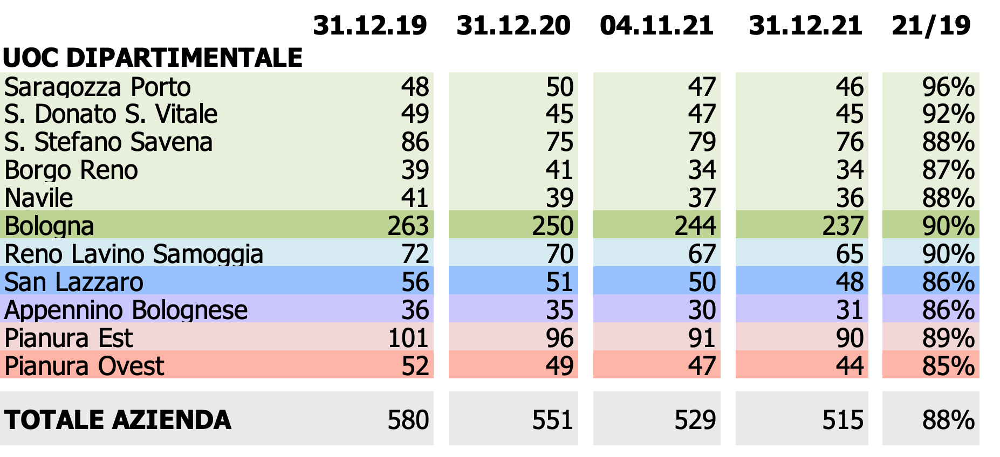 31.12.19 31.12.20 04.11.21 31.12.21 21/19
UOC DIPARTIMENTALE
Saragozza Porto 48 50 47 46 96%
S. Donato S. Vitale 49 45 47 45 92%
S. Stefano Savena 86 75 79 76 88%
Borgo Reno 39 41 34 34 87%
Navile 41 39 37 36 88%
Bologna 263 250 244 237 90%
Reno Lavino Samoggia 72 70 67 65 90%
San Lazzaro 56 51 50 48 86%
Appennino Bolognese 36 35 30 31 86%
Pianura Est 101 96 91 90 89%
Pianura Ovest 52 49 47 44 85%
TOTALE AZIENDA 580 551 529 515 88%